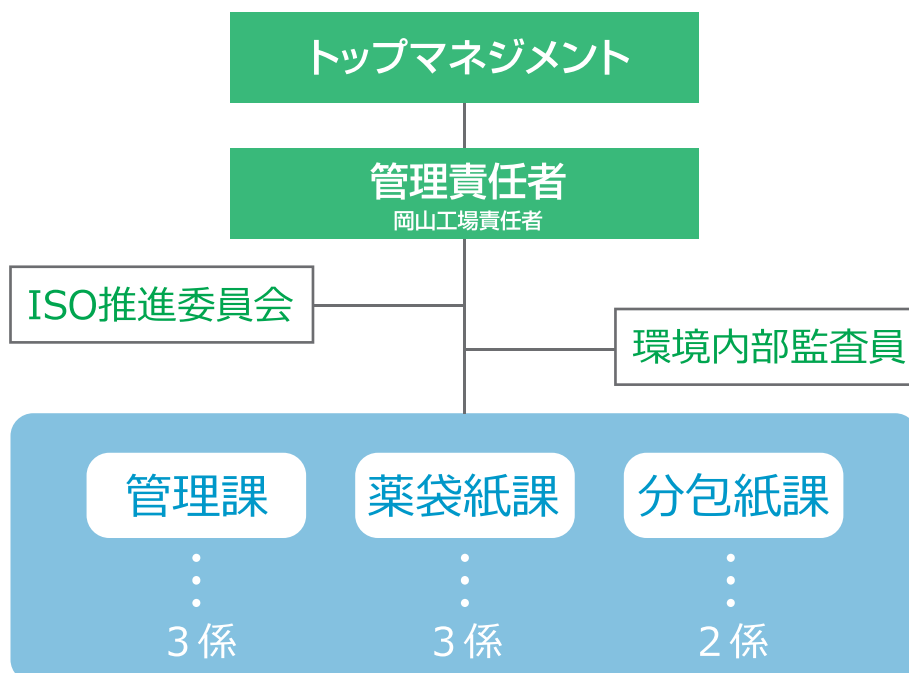 トップマネジメント
管理責任者
岡山工場責任者
ISO推進委員会
環境内部監査員
管理課
薬袋紙課
分包紙課
3係
3係
2係